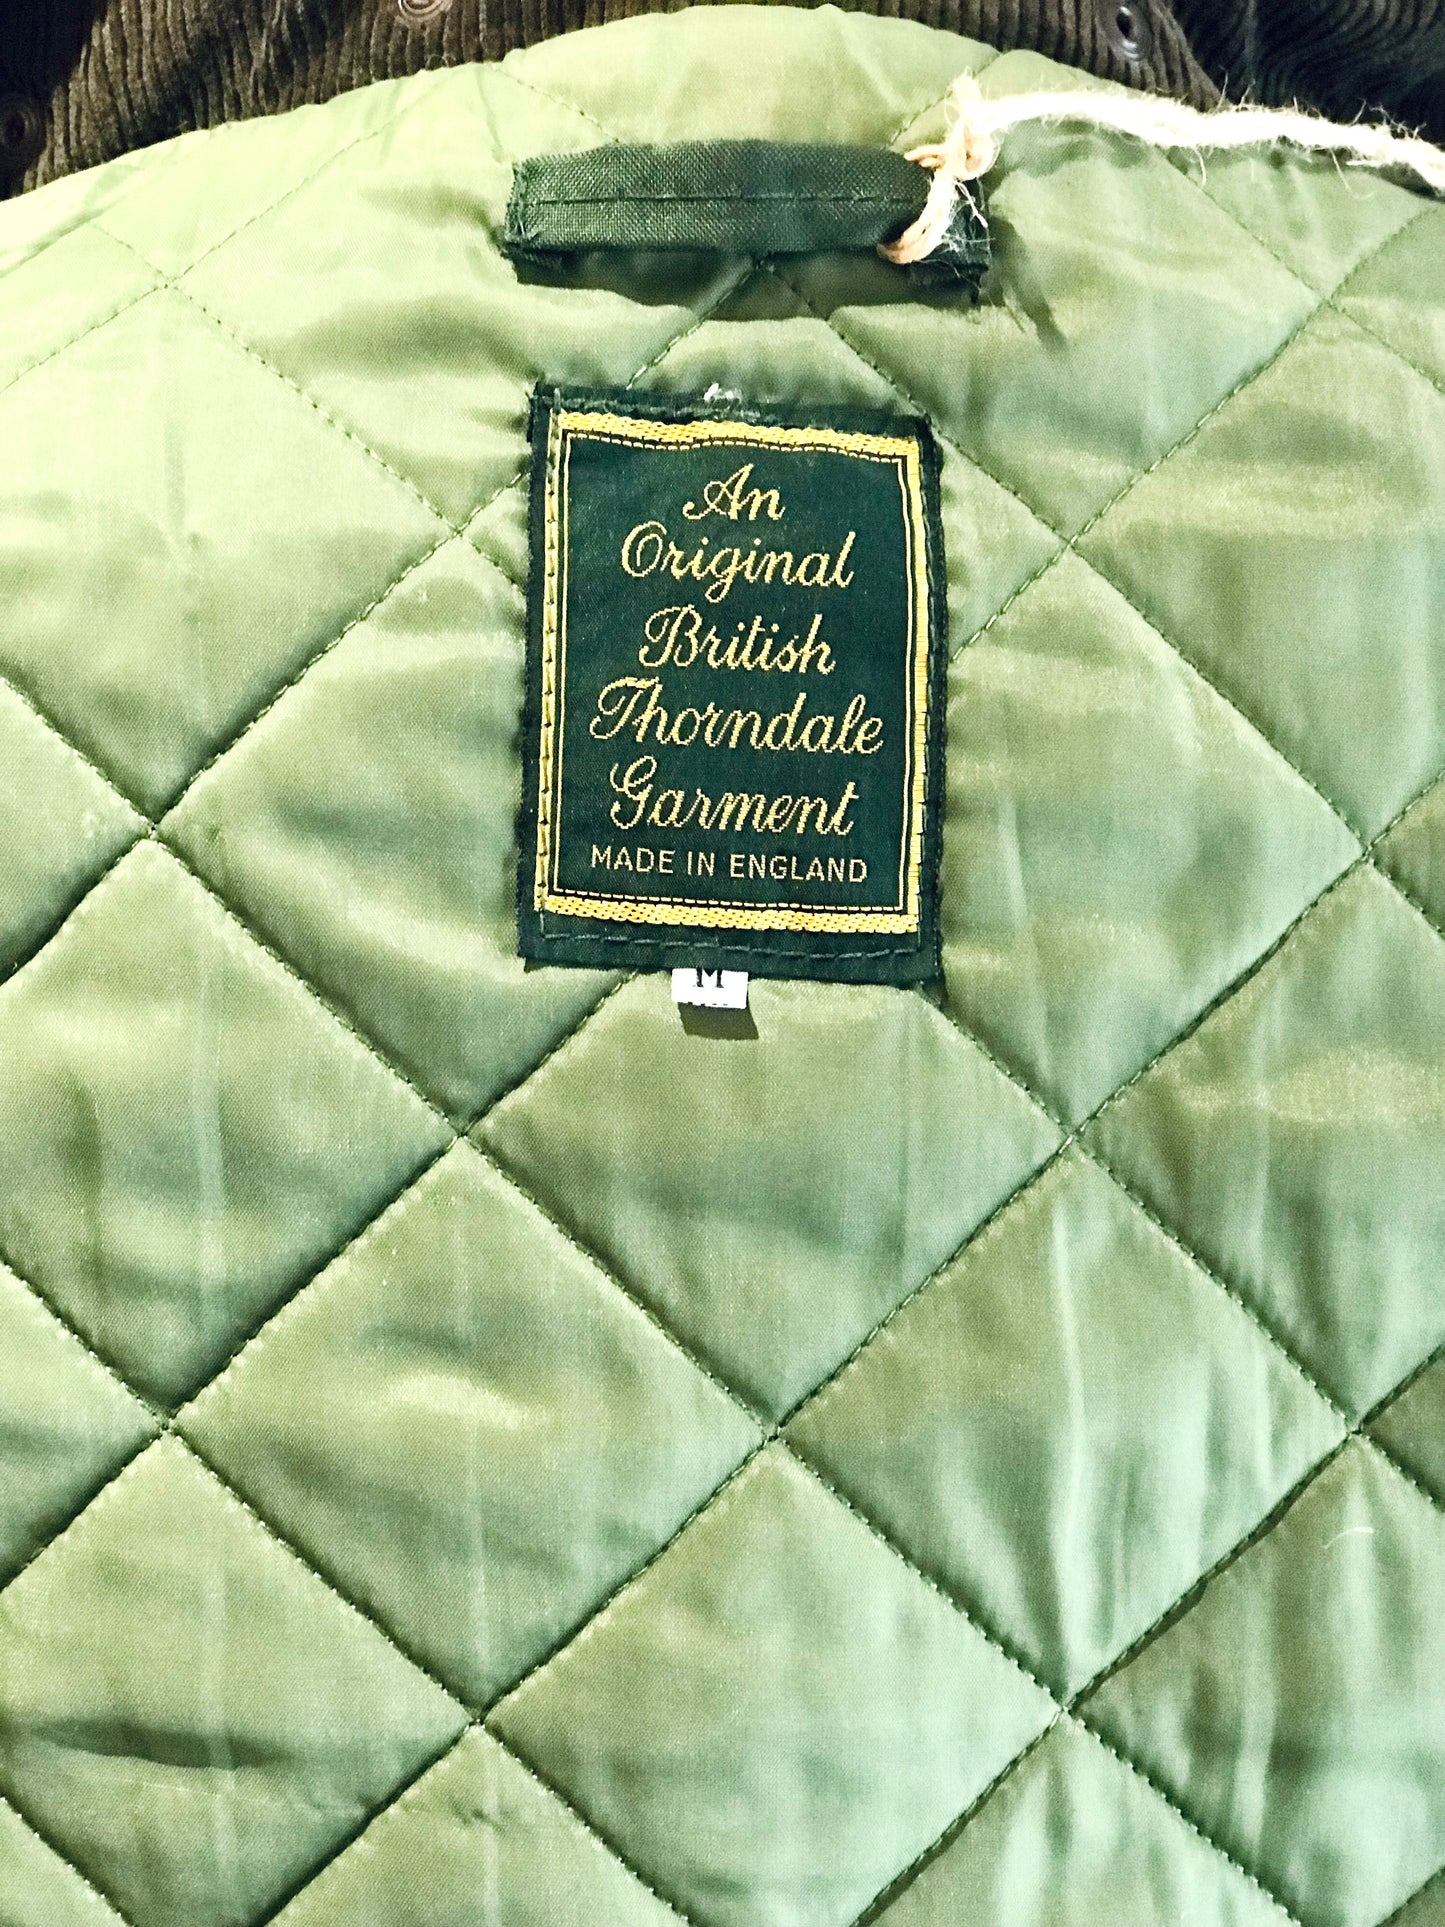 An
Original
British
Thorndale
Garment
MADE IN ENGLAND
M